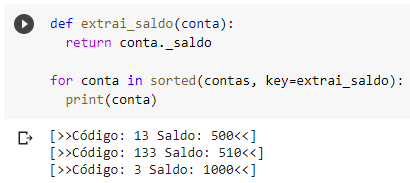 def extrai_saldo(conta):
  return conta._saldo

for conta in sorted(contas, key=extrai_saldo):
  print(conta)

[>>Código: 13 Saldo: 500<<]
[>>Código: 133 Saldo: 510<<]
[>>Código: 3 Saldo: 1000<<]